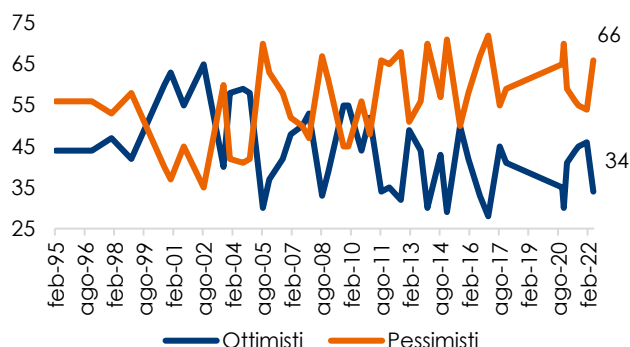 75
65
55
45
35
25
66
34
feb-95
ago-96
feb-98
ago-99
feb-01
ago-02
feb-04
ago-05
feb-07
ago-08
feb-10
ago-11
feb-13
ago-14
feb-16
ago-17
feb-19
ago-20
feb-22
Ottimisti Pessimisti